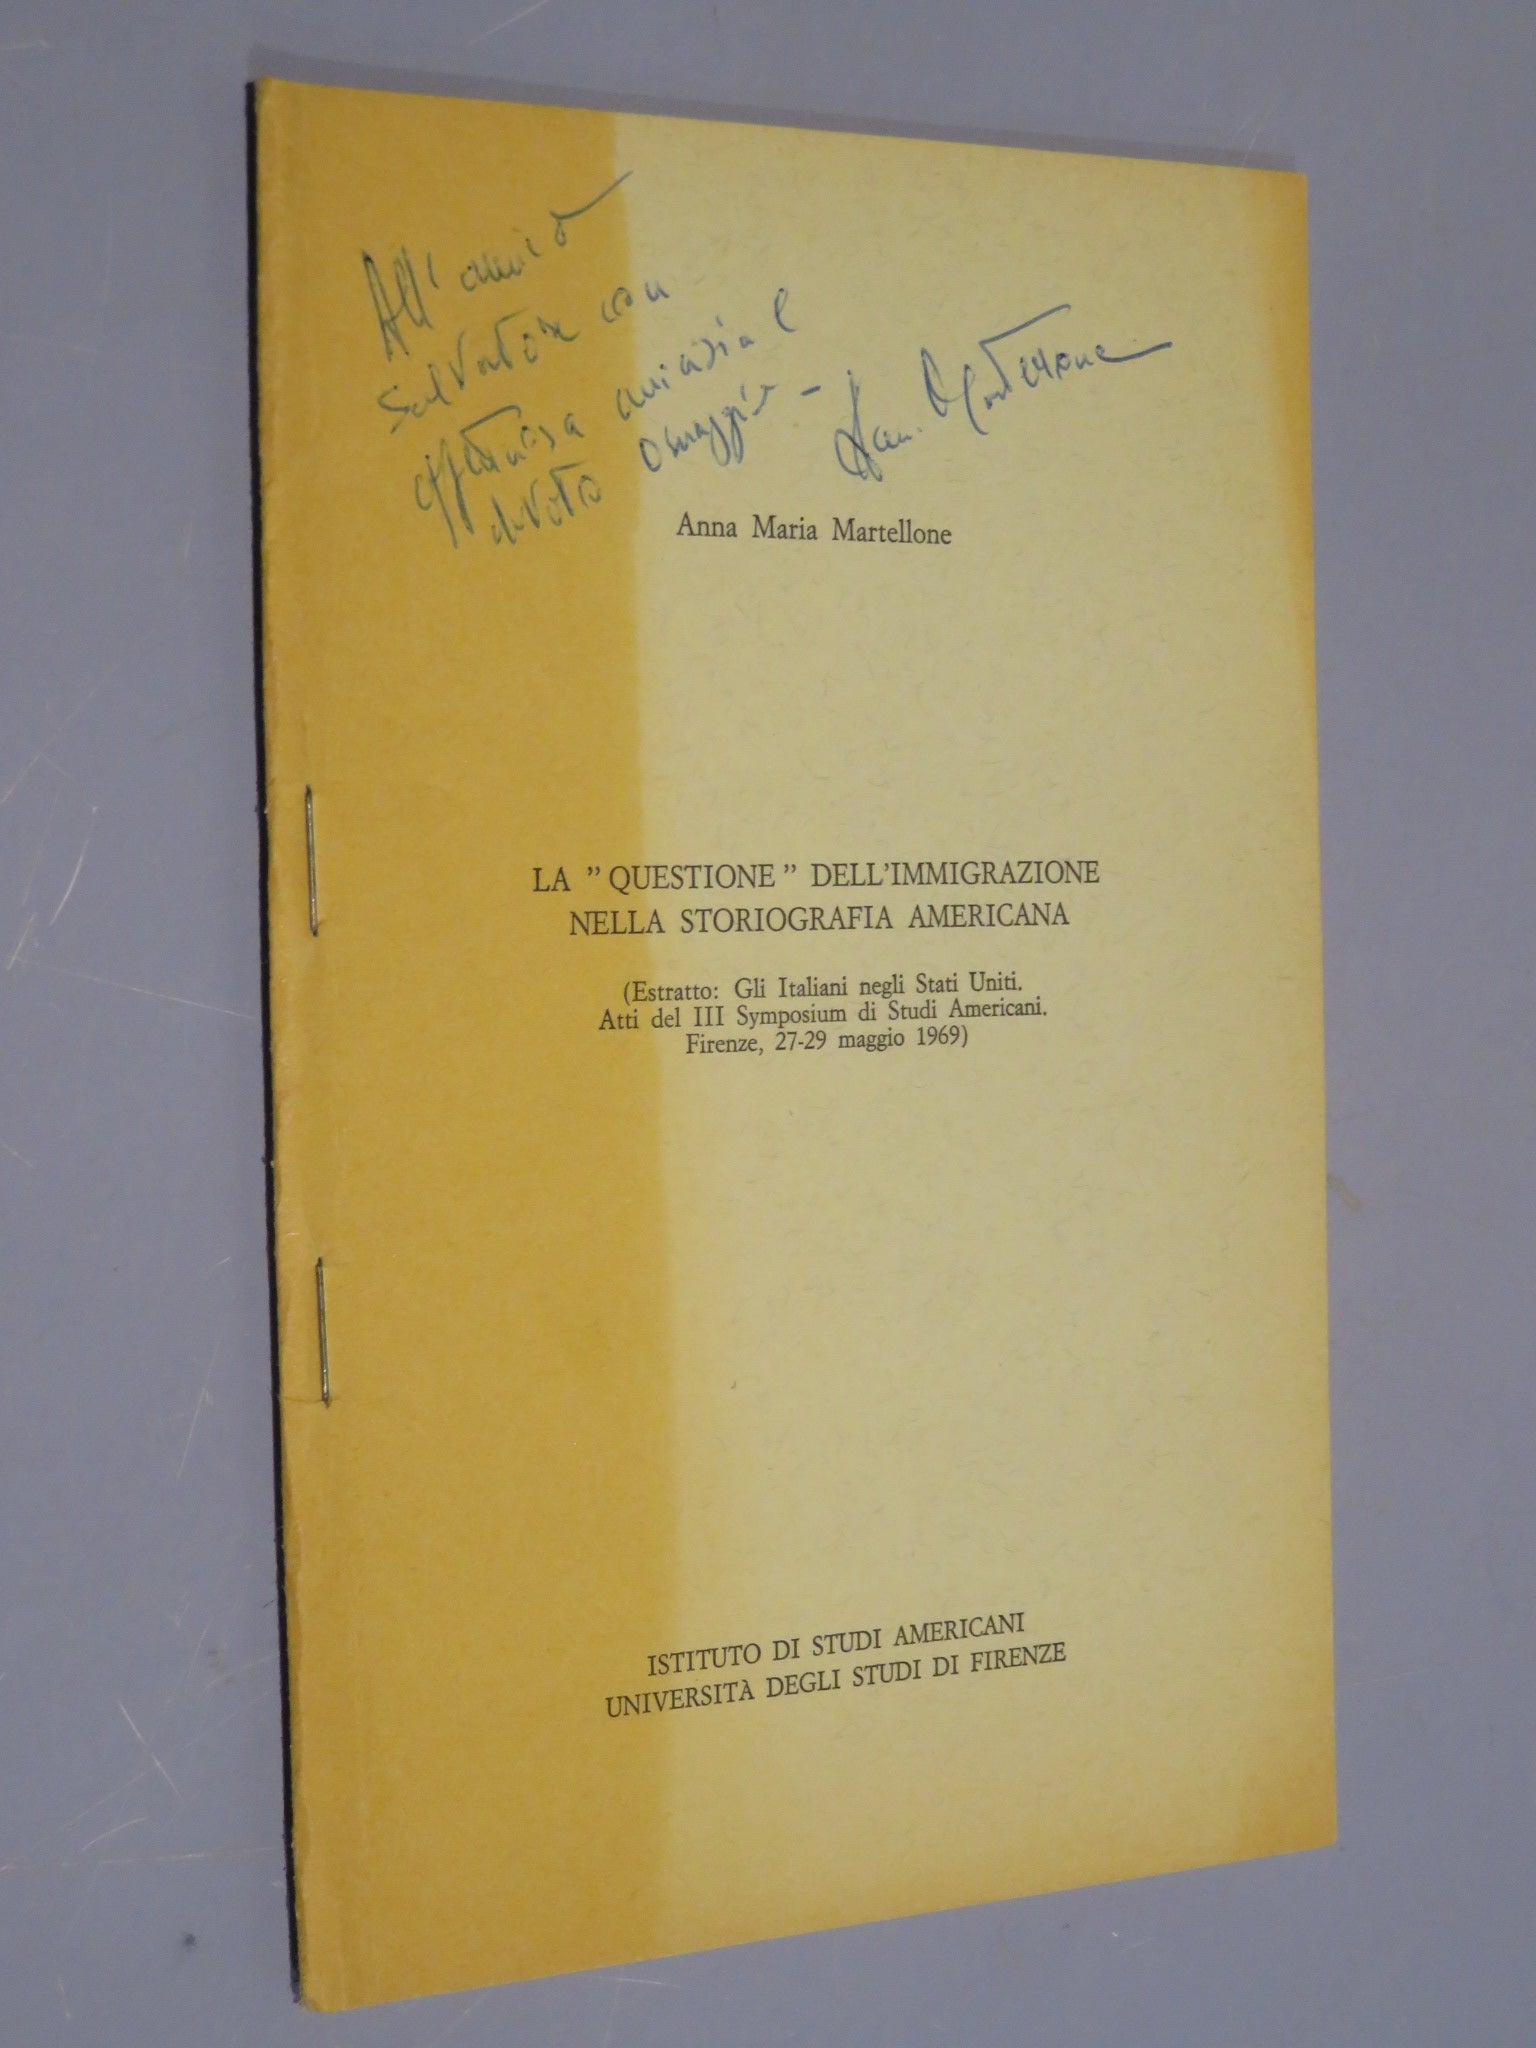 All'amico
Salvatore con
affettuosa amicizia e
devoto omaggio –
Anna Martellone
Anna Maria Martellone
LA ” QUESTIONE ” DELL’IMMIGRAZIONE
NELLA STORIOGRAFIA AMERICANA
(Estratto: Gli Italiani negli Stati Uniti.
Atti del III Symposium di Studi Americani.
Firenze, 27-29 maggio 1969)
ISTITUTO DI STUDI AMERICANI
UNIVERSITÀ DEGLI STUDI DI FIRENZE